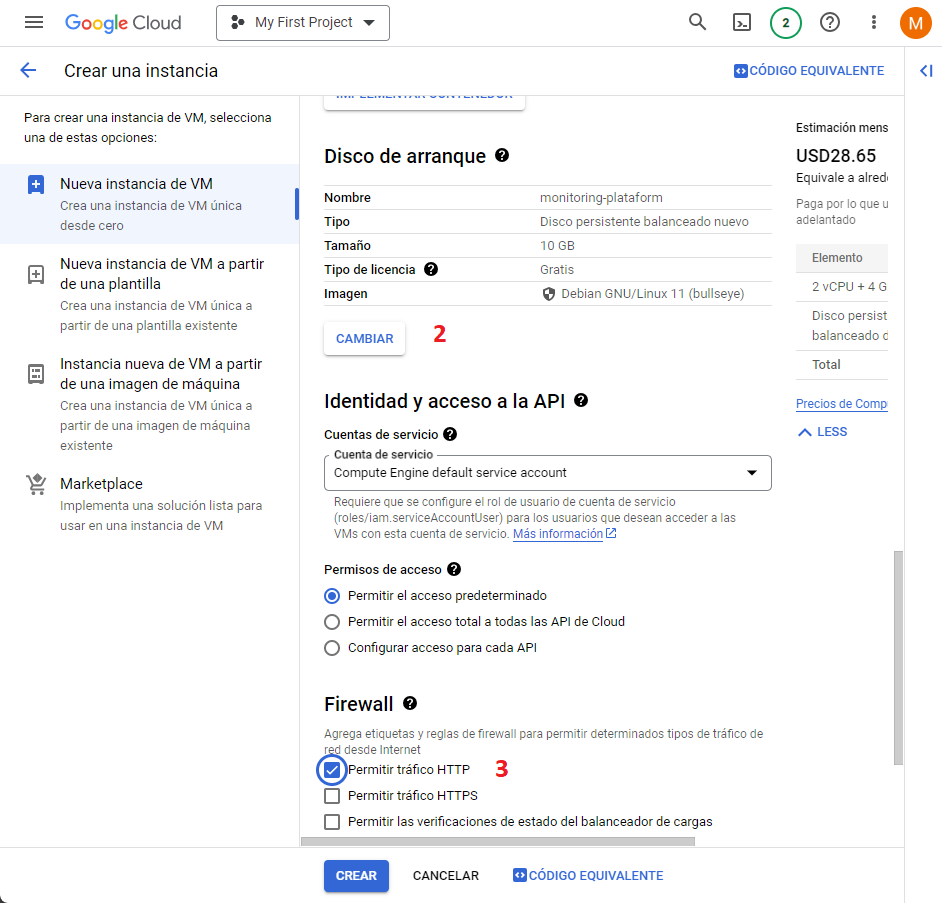 Google Cloud
My First Project
2
M
Crear una instancia
CÓDIGO EQUIVALENTE
Para crear una instancia de VM, selecciona
una de estas opciones:
Nueva instancia de VM
Crea una instancia de VM única
desde cero
Nueva instancia de VM a partir
de una plantilla
Crea una instancia de VM única a
partir de una plantilla existente
Instancia nueva de VM a partir
de una imagen de máquina
Crea una instancia de VM única a
partir de una imagen de máquina
existente
Marketplace
Implementa una solución lista para
usar en una instancia de VM
IMPLEMENTAR CONTENEDOR
Disco de arranque
Nombre monitoring-plataform
Tipo Disco persistente balanceado nuevo
Tamaño 10 GB
Tipo de licencia Gratis
Imagen Debian GNU/Linux 11 (bullseye)
CAMBIAR 2
Identidad y acceso a la API
Cuentas de servicio
Cuenta de servicio
Compute Engine default service account
Requiere que se configure el rol de usuario de cuenta de servicio
(roles/iam.serviceAccountUser) para los usuarios que desean acceder a las
VMs con esta cuenta de servicio. Más información
Permisos de acceso
Permitir el acceso predeterminado
Permitir el acceso total a todas las API de Cloud
Configurar acceso para cada API
Firewall
Agrega etiquetas y reglas de firewall para permitir determinados tipos de tráfico de
red desde Internet
Permitir tráfico HTTP 3
Permitir tráfico HTTPS
Permitir las verificaciones de estado del balanceador de cargas
CREAR CANCELAR CÓDIGO EQUIVALENTE
Estimación mens
USD28.65
Equivale a alrede
Paga por lo que u
adelantado
Elemento
2 vCPU + 4 G
Disco persist
balanceado d
Total
Precios de Compu
LESS